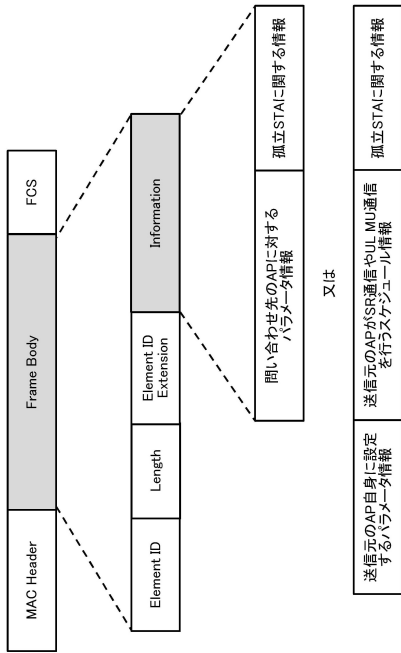 MAC Header
Frame Body
FCS
Element ID
Length
Element ID
Extension
Information
問い合わせ先のAPに対する
パラメータ情報
孤立STAに関する情報
又は
送信元のAP自身に設定
するパラメータ情報
送信元のAPがSR通信やUL MU通信
を行うスケジュール情報
孤立STAに関する情報